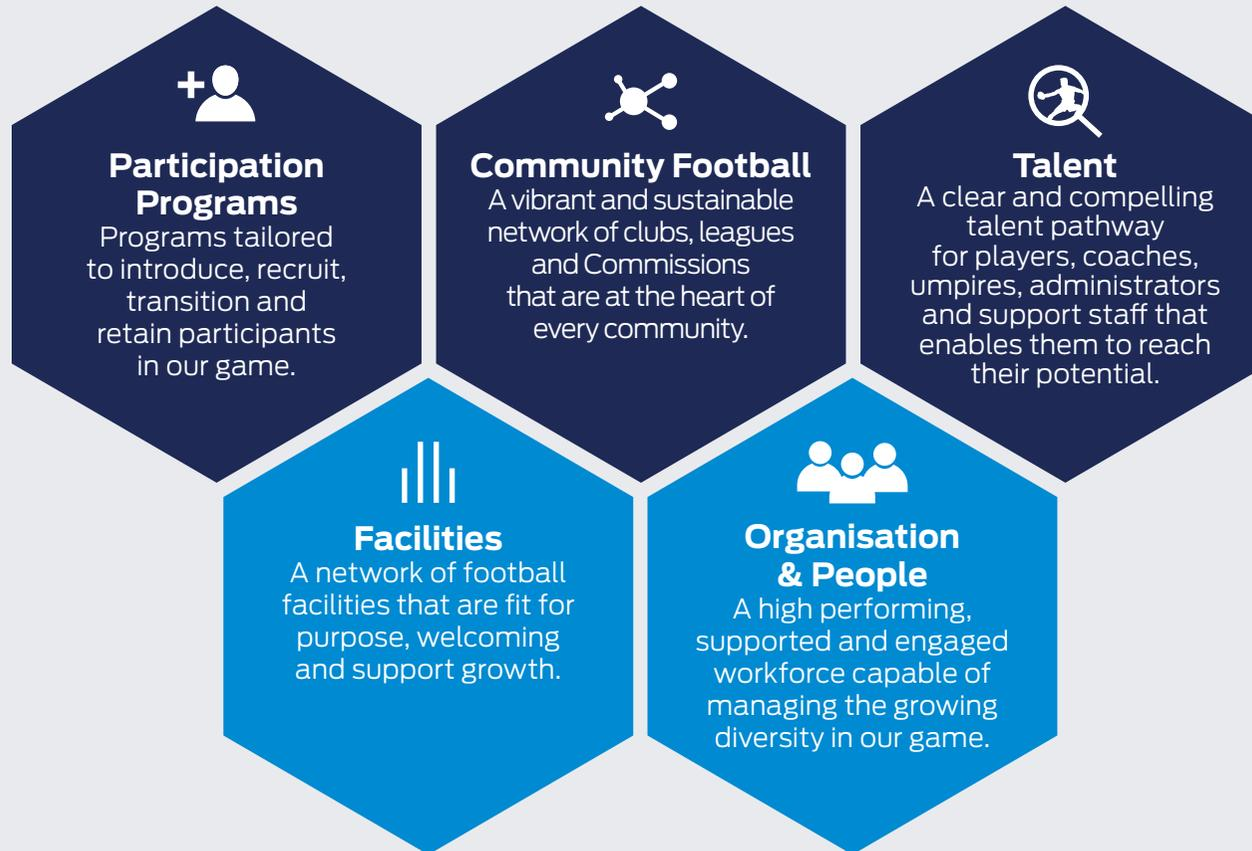 Participation
Programs
Programs tailored
to introduce, recruit,
transition and
retain participants
in our game.
Community Football
A vibrant and sustainable
network of clubs, leagues
and Commissions
that are at the heart of
every community.
Talent
A clear and compelling
talent pathway
for players, coaches,
umpires, administrators
and support staff that
enables them to reach
their potential.
Facilities
A network of football
facilities that are fit for
purpose, welcoming
and support growth.
Organisation
& People
A high performing,
supported and engaged
workforce capable of
managing the growing
diversity in our game.